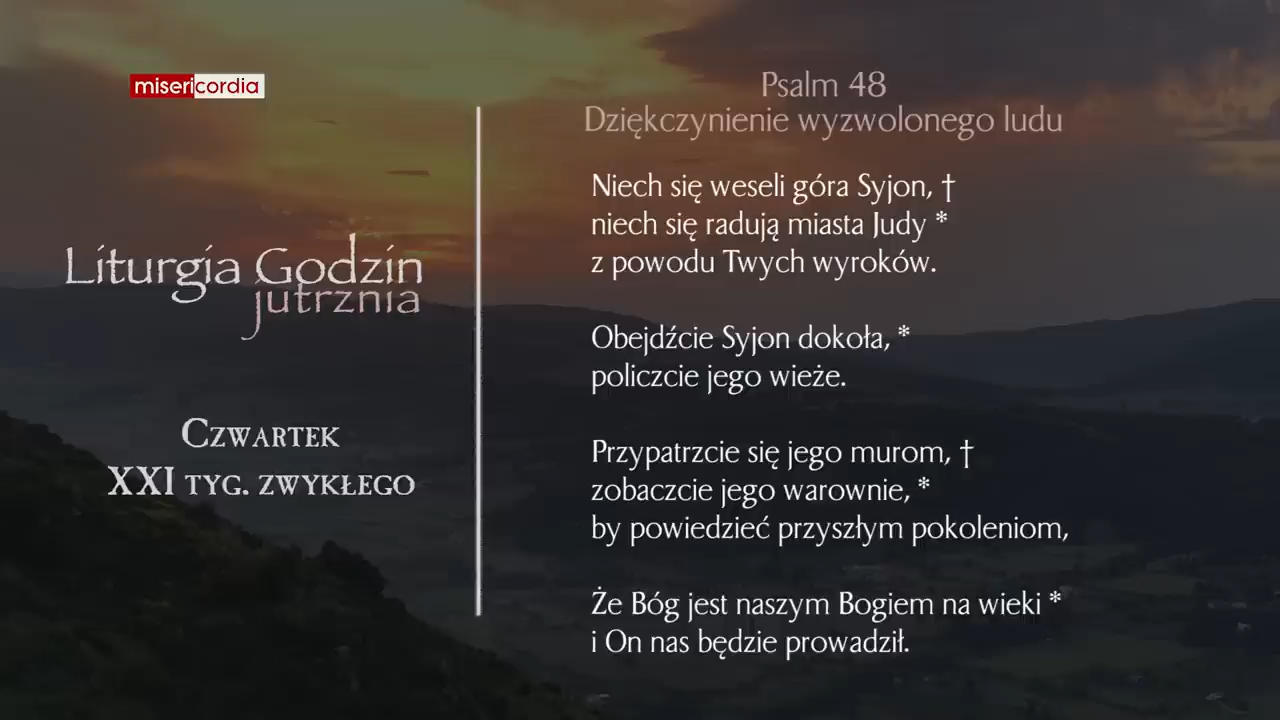 misericordia
Liturgia Godzin
jutrznia
Czwartek
XXI tyg. zwykłego
Psalm 48
Dziękczynienie wyzwolonego ludu
Niech się weseli góra Syjon, †
niech się radują miasta Judy *
z powodu Twych wyroków.
Obejdźcie Syjon dokoła, *
policzcie jego wieże.
Przypatrzcie się jego murom, †
zobaczcie jego warownie, *
by powiedzieć przyszłym pokoleniom,
Że Bóg jest naszym Bogiem na wieki *
i On nas będzie prowadził.